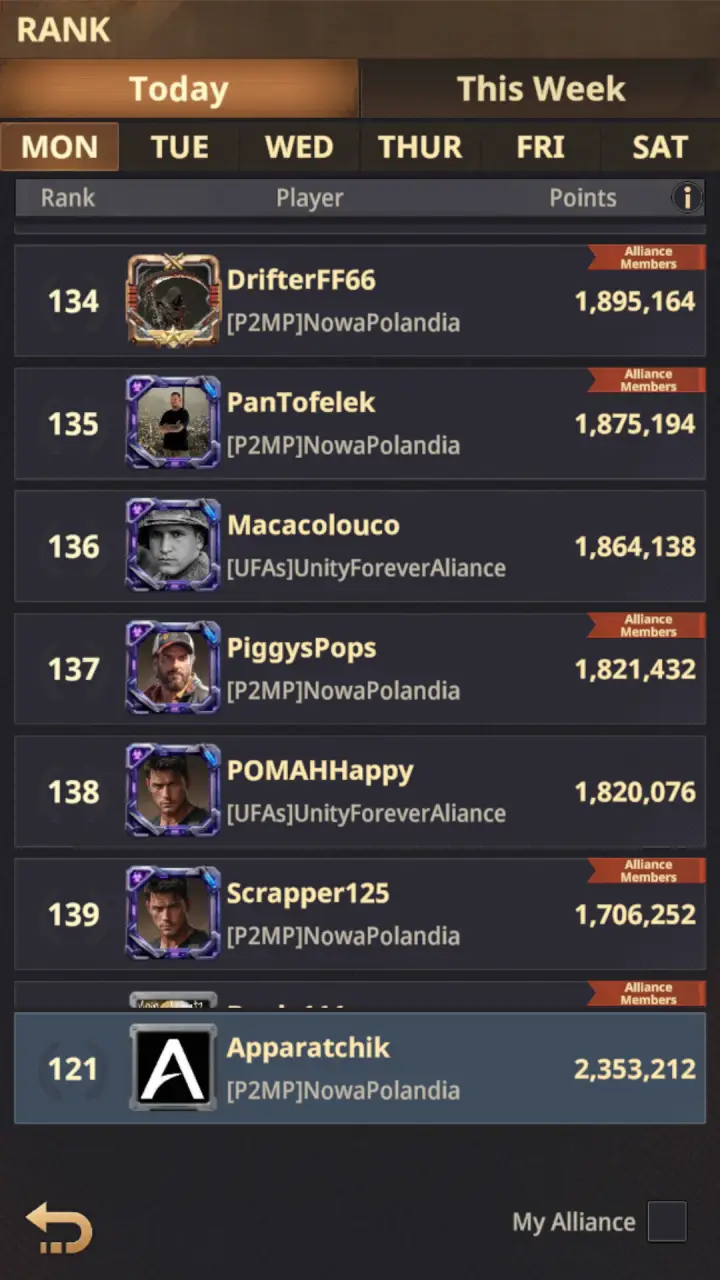 RANK
Today
This Week
MON TUE WED THUR FRI SAT
Rank Player Points
Alliance Members
134 DrifterFF66 1,895,164
[P2MP]NowaPolandia
Alliance Members
135 PanTofelek 1,875,194
[P2MP]NowaPolandia
136 Macacolouco 1,864,138
[UFAs]UnityForeverAlliance
Alliance Members
137 PiggysPops 1,821,432
[P2MP]NowaPolandia
138 POMAHHappy 1,820,076
[UFAs]UnityForeverAlliance
Alliance Members
139 Scrapper125 1,706,252
[P2MP]NowaPolandia
Alliance Members
121 Apparatchik 2,353,212
[P2MP]NowaPolandia
My Alliance